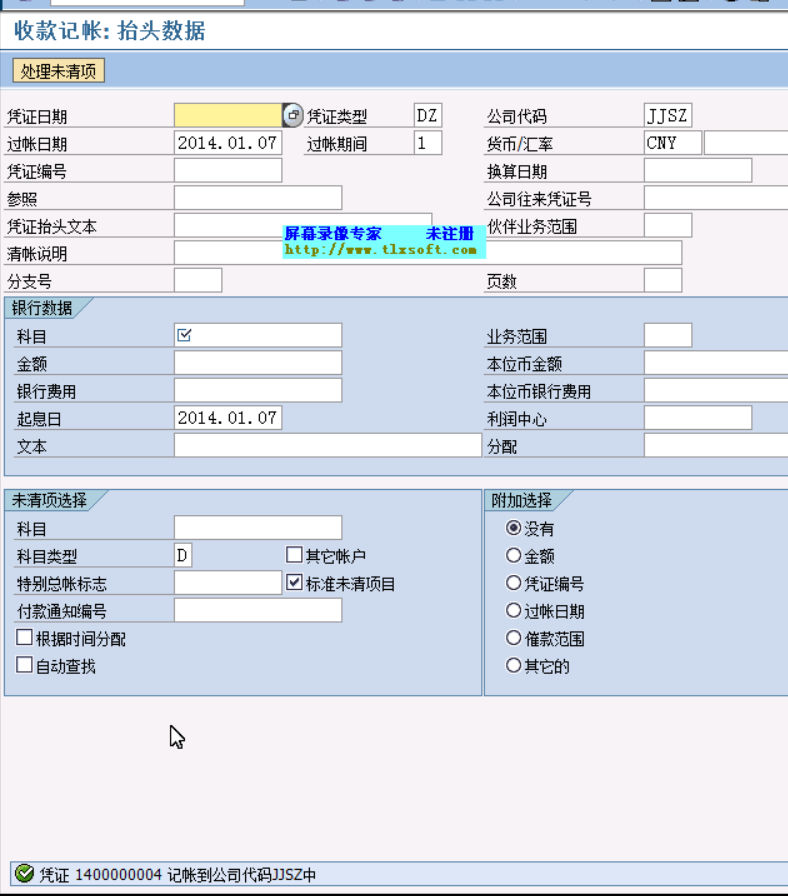 收款记帐: 抬头数据
处理未清项
凭证日期 凭证类型 DZ 公司代码 JJSZ
过帐日期 2014.01.07 过帐期间 1 货币/汇率 CNY
凭证编号 换算日期
参照 公司往来凭证号
凭证抬头文本 伙伴业务范围
屏幕录像专家 未注册
http://www.tlxsoft.com
清帐说明
分支号 页数
银行数据
科目 业务范围
金额 本位币金额
银行费用 本位币银行费用
起息日 2014.01.07 利润中心
文本 分配
未清项选择 附加选择
科目 没有
科目类型 D 其它帐户 金额
特别总帐标志 标准未清项目 凭证编号
付款通知编号 过帐日期
根据时间分配 催款范围
自动查找 其它的
凭证 1400000004 记帐到公司代码JJSZ中